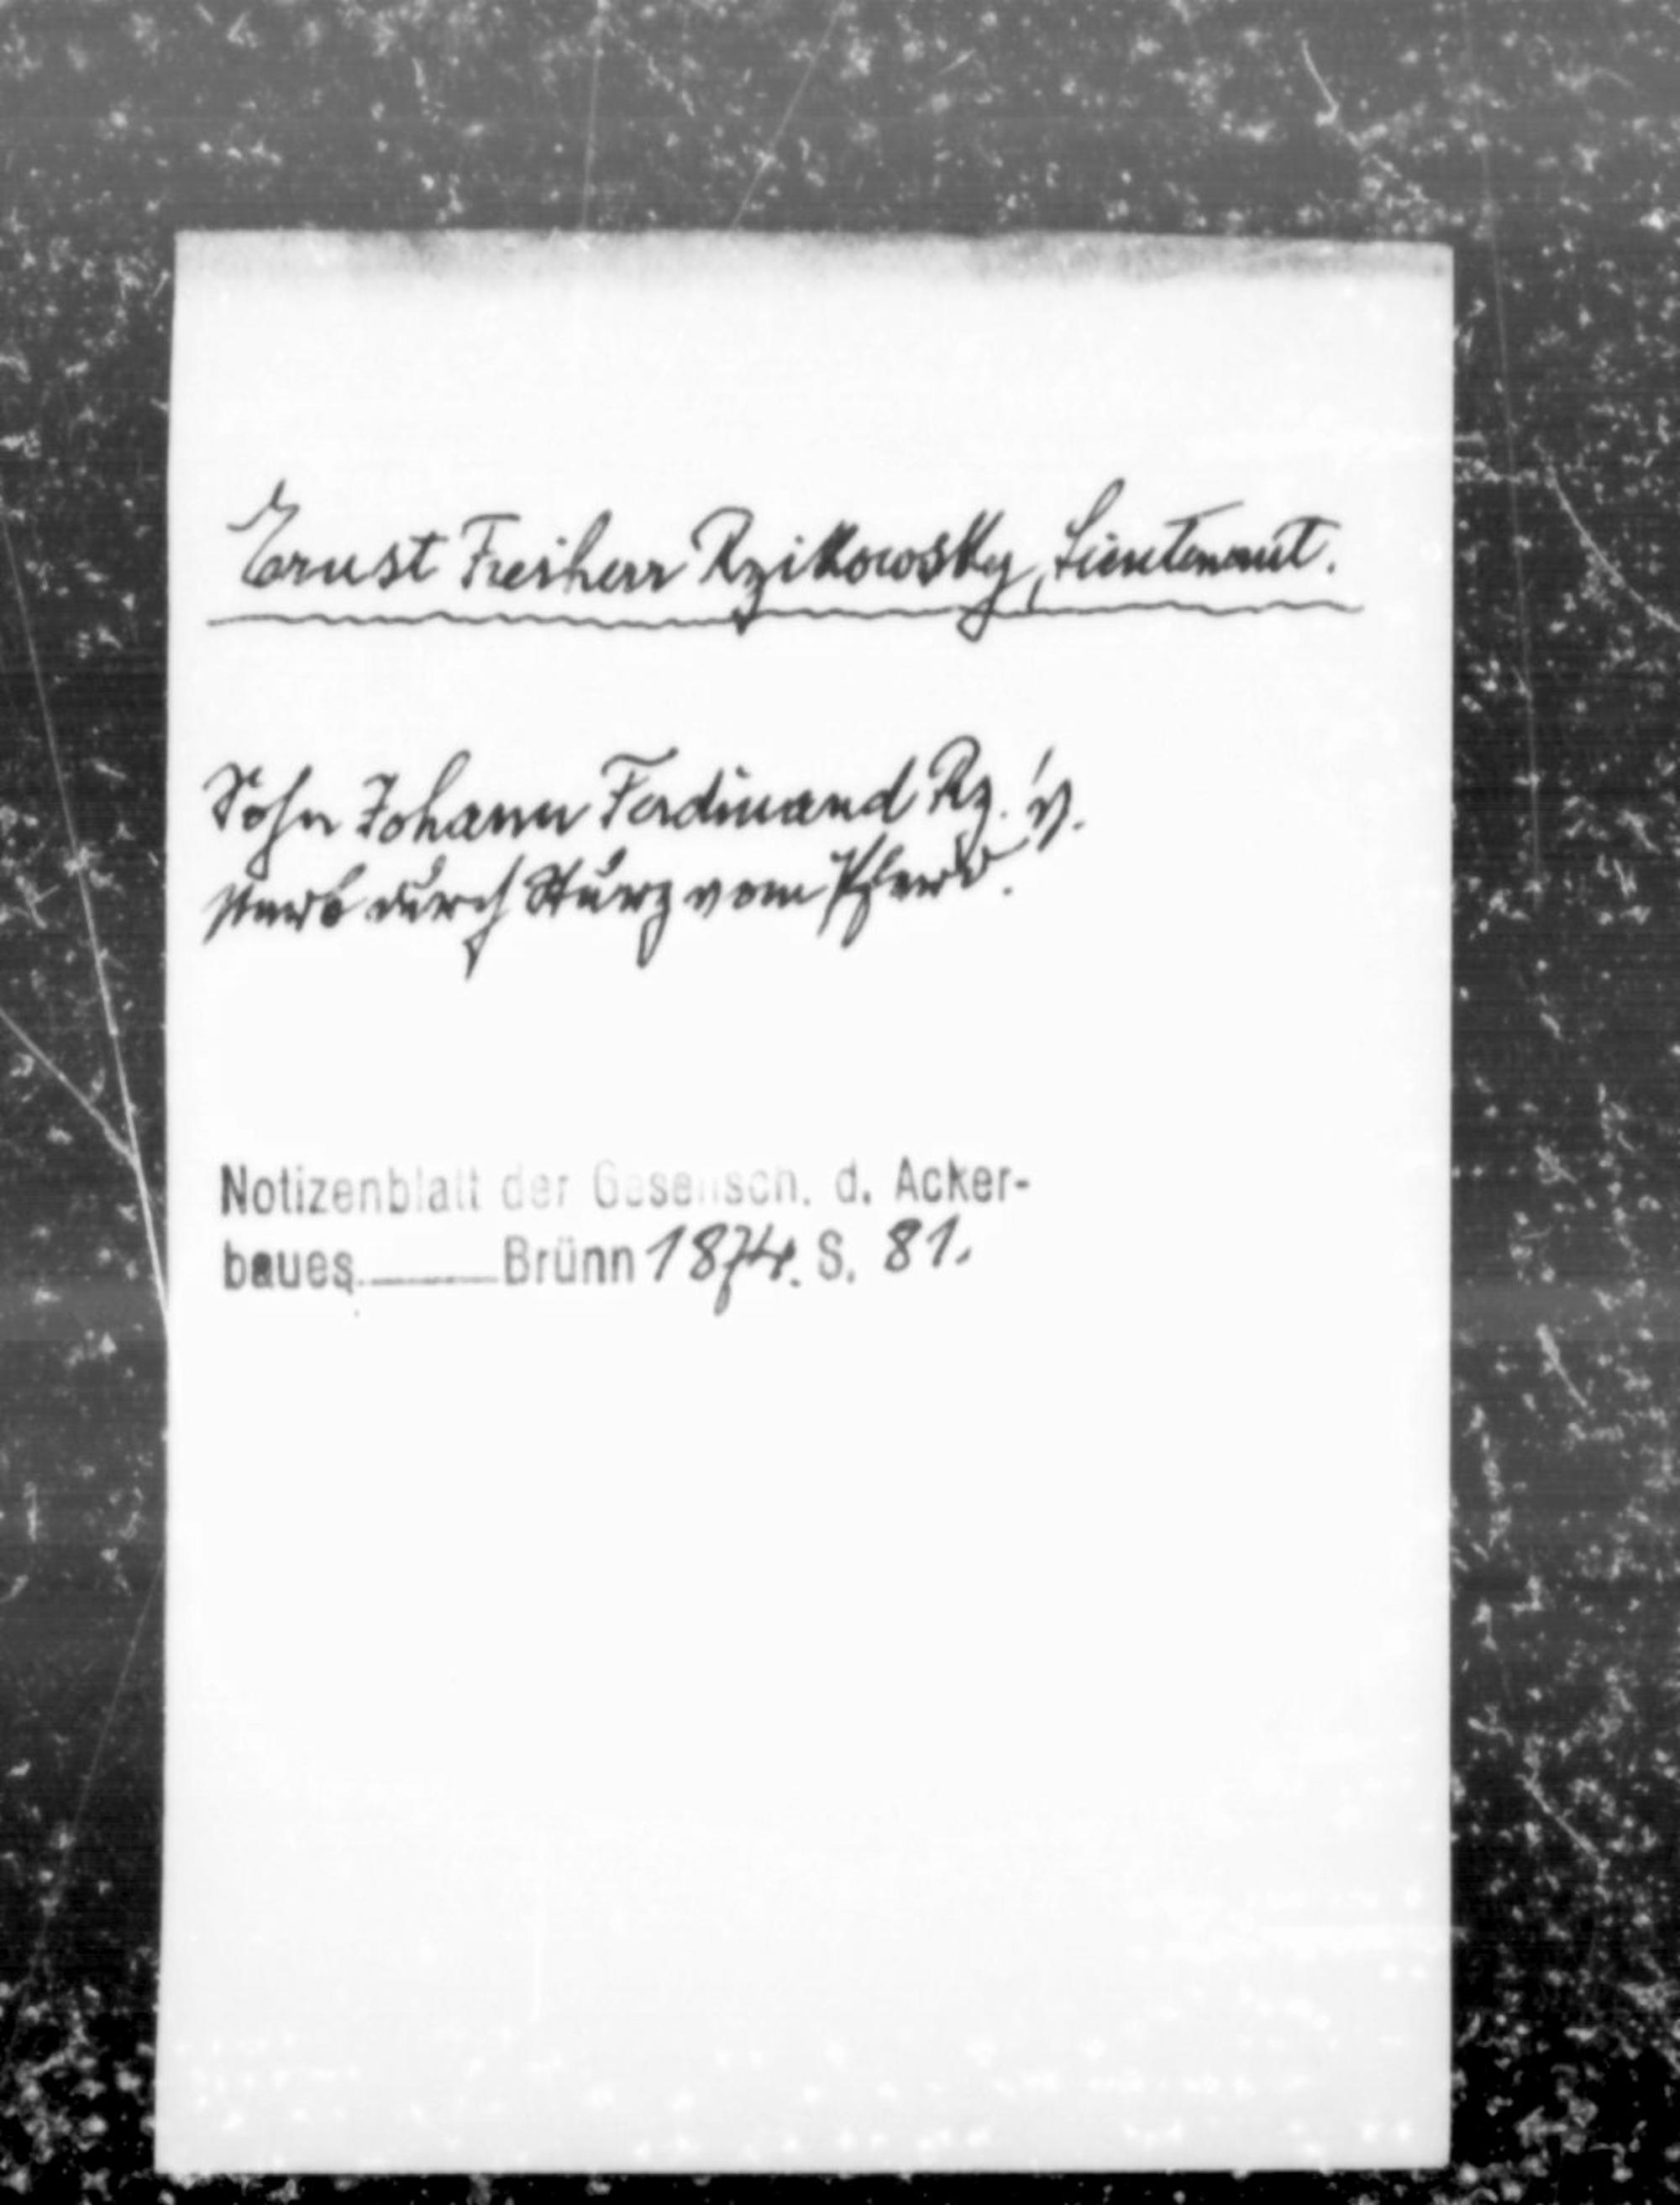 Ernst Freiherr Rzikowsky, Lieutenant.
Sohn Johann Ferdinand Rz.'s.
starb durch Sturz vom Pferde.
Notizenblatt der Gesellsch. d. Acker-
baues Brünn 1874. S. 81.